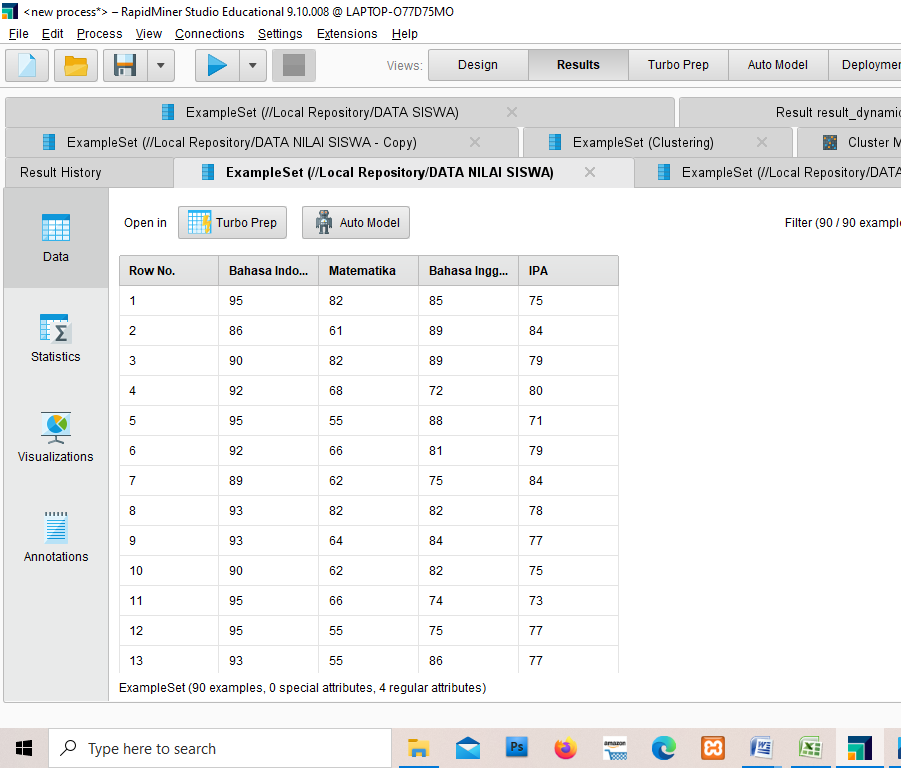 <new process*> – RapidMiner Studio Educational 9.10.008 @ LAPTOP-O77D75MO
File Edit Process View Connections Settings Extensions Help
Views: Design Results Turbo Prep Auto Model Deploymen
ExampleSet (//Local Repository/DATA SISWA) Result result_dynamic
ExampleSet (//Local Repository/DATA NILAI SISWA - Copy) ExampleSet (Clustering) Cluster M
Result History ExampleSet (//Local Repository/DATA NILAI SISWA) ExampleSet (//Local Repository/DATA
Open in Turbo Prep Auto Model Filter (90 / 90 example
Data
Statistics
Visualizations
Annotations
Row No. Bahasa Indo... Matematika Bahasa Ingg... IPA
1 95 82 85 75
2 86 61 89 84
3 90 82 89 79
4 92 68 72 80
5 95 55 88 71
6 92 66 81 79
7 89 62 75 84
8 93 82 82 78
9 93 64 84 77
10 90 62 82 75
11 95 66 74 73
12 95 55 75 77
13 93 55 86 77
ExampleSet (90 examples, 0 special attributes, 4 regular attributes)
Type here to search Ps amazon